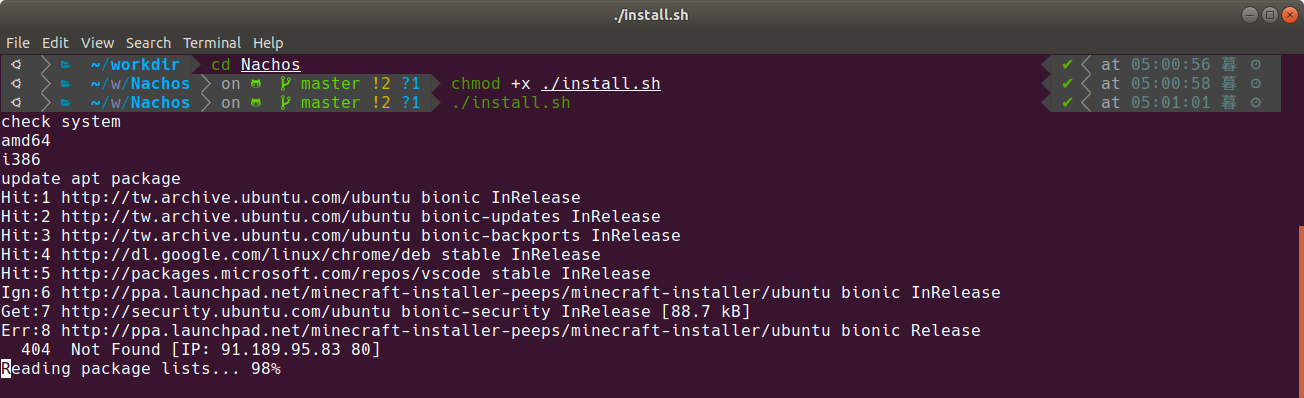 ./install.sh
File Edit View Search Terminal Help
~/workdir cd Nachos ✔ at 05:00:56 暮
~/w/Nachos on master !2 ?1 chmod +x ./install.sh ✔ at 05:00:58 暮
~/w/Nachos on master !2 ?1 ./install.sh ✔ at 05:01:01 暮
check system
amd64
i386
update apt package
Hit:1 http://tw.archive.ubuntu.com/ubuntu bionic InRelease
Hit:2 http://tw.archive.ubuntu.com/ubuntu bionic-updates InRelease
Hit:3 http://tw.archive.ubuntu.com/ubuntu bionic-backports InRelease
Hit:4 http://dl.google.com/linux/chrome/deb stable InRelease
Hit:5 http://packages.microsoft.com/repos/vscode stable InRelease
Ign:6 http://ppa.launchpad.net/minecraft-installer-peeps/minecraft-installer/ubuntu bionic InRelease
Get:7 http://security.ubuntu.com/ubuntu bionic-security InRelease [88.7 kB]
Err:8 http://ppa.launchpad.net/minecraft-installer-peeps/minecraft-installer/ubuntu bionic Release
  404  Not Found [IP: 91.189.95.83 80]
Reading package lists... 98%